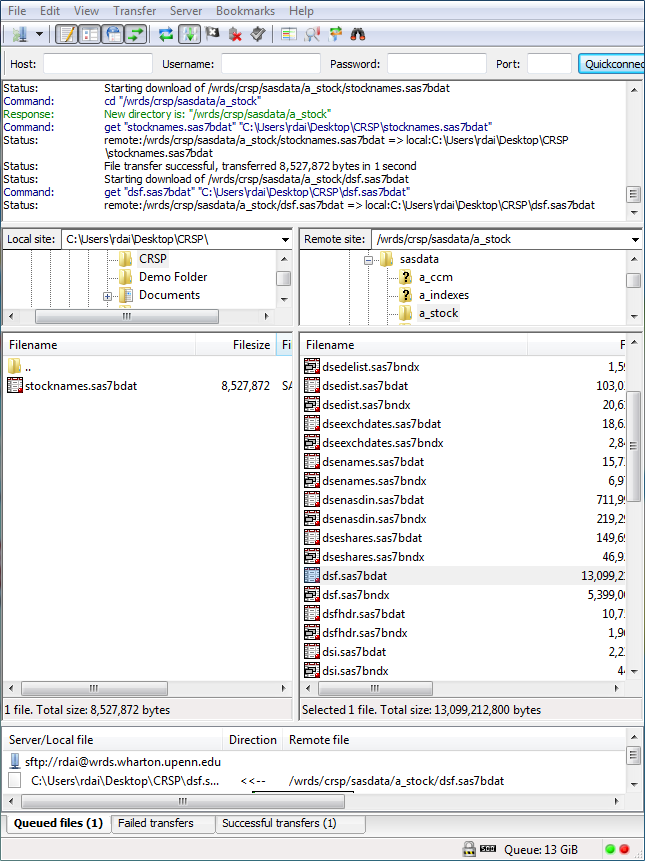 File Edit View Transfer Server Bookmarks Help
Host: Username: Password: Port: Quickconnec
Status: Starting download of /wrds/crsp/sasdata/a_stock/stocknames.sas7bdat
Command: cd "/wrds/crsp/sasdata/a_stock"
Response: New directory is: "/wrds/crsp/sasdata/a_stock"
Command: get "stocknames.sas7bdat" "C:\Users\rdai\Desktop\CRSP\stocknames.sas7bdat"
Status: remote:/wrds/crsp/sasdata/a_stock/stocknames.sas7bdat => local:C:\Users\rdai\Desktop\CRSP
\stocknames.sas7bdat
Status: File transfer successful, transferred 8,527,872 bytes in 1 second
Status: Starting download of /wrds/crsp/sasdata/a_stock/dsf.sas7bdat
Command: get "dsf.sas7bdat" "C:\Users\rdai\Desktop\CRSP\dsf.sas7bdat"
Status: remote:/wrds/crsp/sasdata/a_stock/dsf.sas7bdat => local:C:\Users\rdai\Desktop\CRSP\dsf.sas7bdat
Local site: C:\Users\rdai\Desktop\CRSP\
CRSP
Demo Folder
Documents
Filename Filesize Fi
..
stocknames.sas7bdat 8,527,872 SA
1 file. Total size: 8,527,872 bytes
Remote site: /wrds/crsp/sasdata/a_stock
sasdata
a_ccm
a_indexes
a_stock
Filename F
dsedelist.sas7bndx 1,59
dsedist.sas7bdat 103,0
dsedist.sas7bndx 20,6
dseexchdates.sas7bdat 18,6
dseexchdates.sas7bndx 2,84
dsenames.sas7bdat 15,7
dsenames.sas7bndx 6,97
dsenasdin.sas7bdat 711,99
dsenasdin.sas7bndx 219,29
dseshares.sas7bdat 149,69
dseshares.sas7bndx 46,9
dsf.sas7bdat 13,099,2
dsf.sas7bndx 5,399,00
dsfhdr.sas7bdat 10,7
dsfhdr.sas7bndx 1,90
dsi.sas7bdat 2,2
dsi.sas7bndx 44
Selected 1 file. Total size: 13,099,212,800 bytes
Server/Local file Direction Remote file
sftp://rdai@wrds.wharton.upenn.edu
C:\Users\rdai\Desktop\CRSP\dsf.s... <<-- /wrds/crsp/sasdata/a_stock/dsf.sas7bdat
Queued files (1) Failed transfers Successful transfers (1)
Queue: 13 GiB